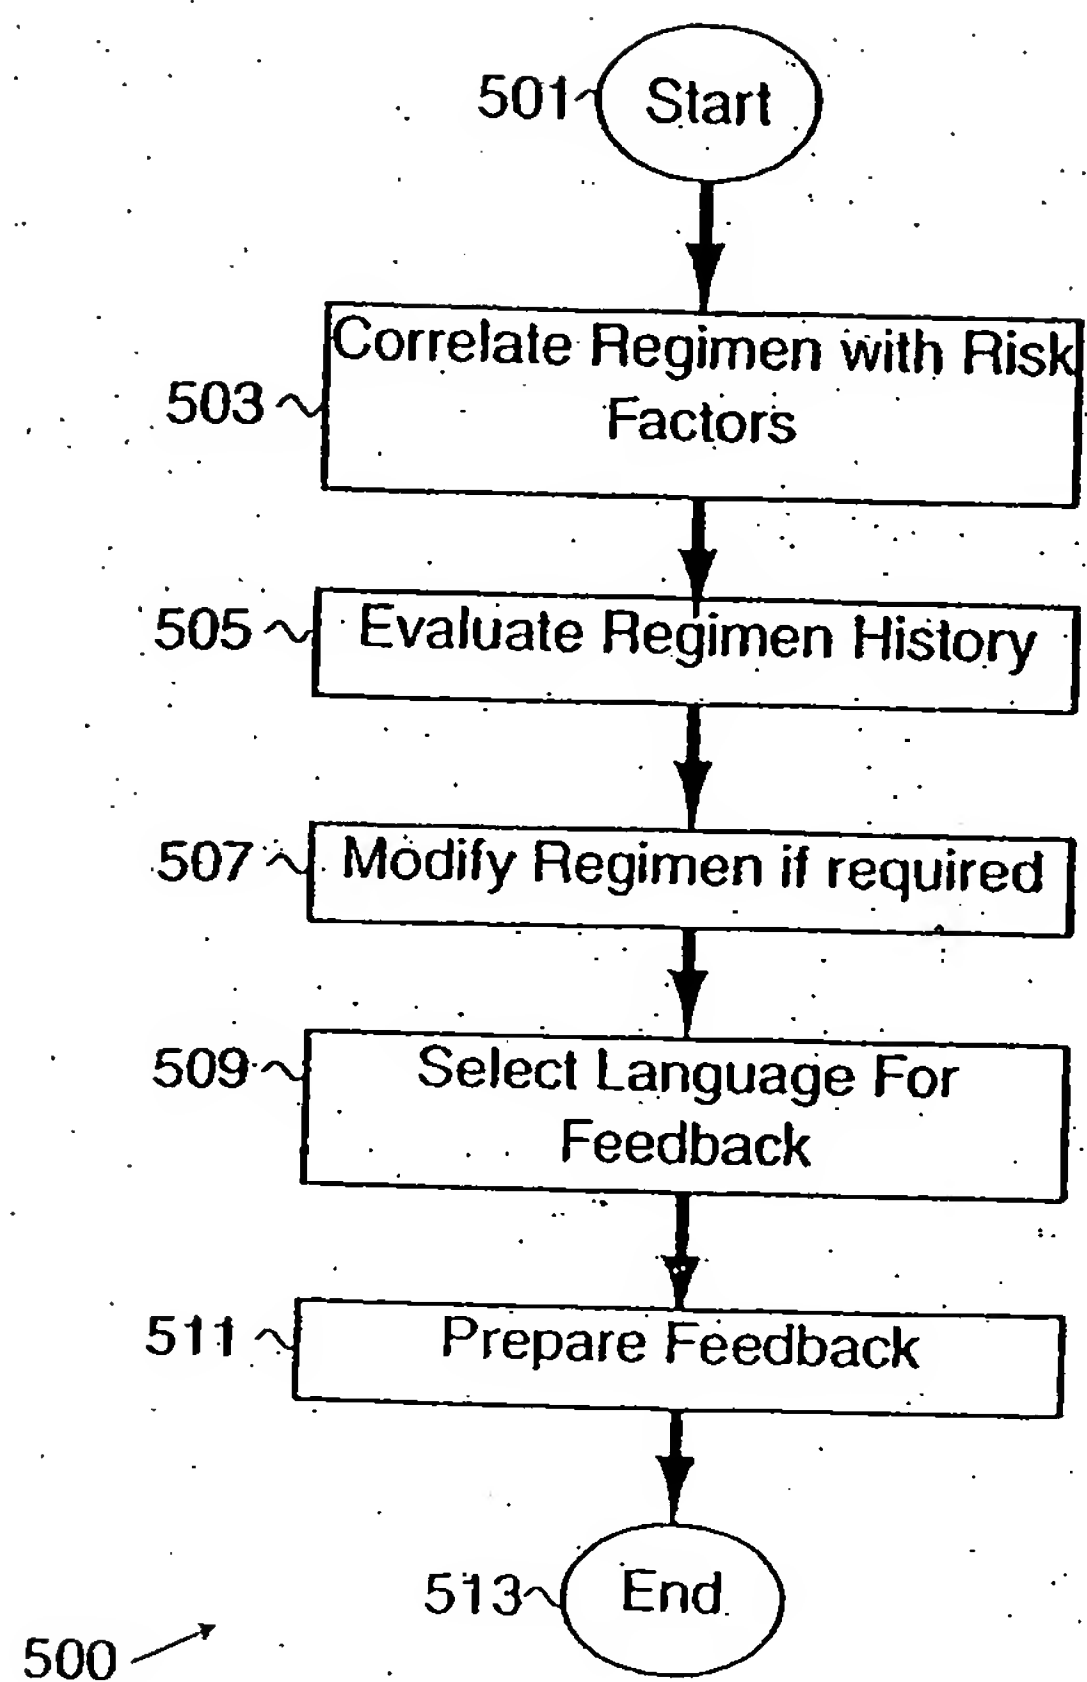 501 Start
503 Correlate Regimen with Risk
Factors
505 Evaluate Regimen History
507 Modify Regimen if required
509 Select Language For
Feedback
511 Prepare Feedback
513 End
500